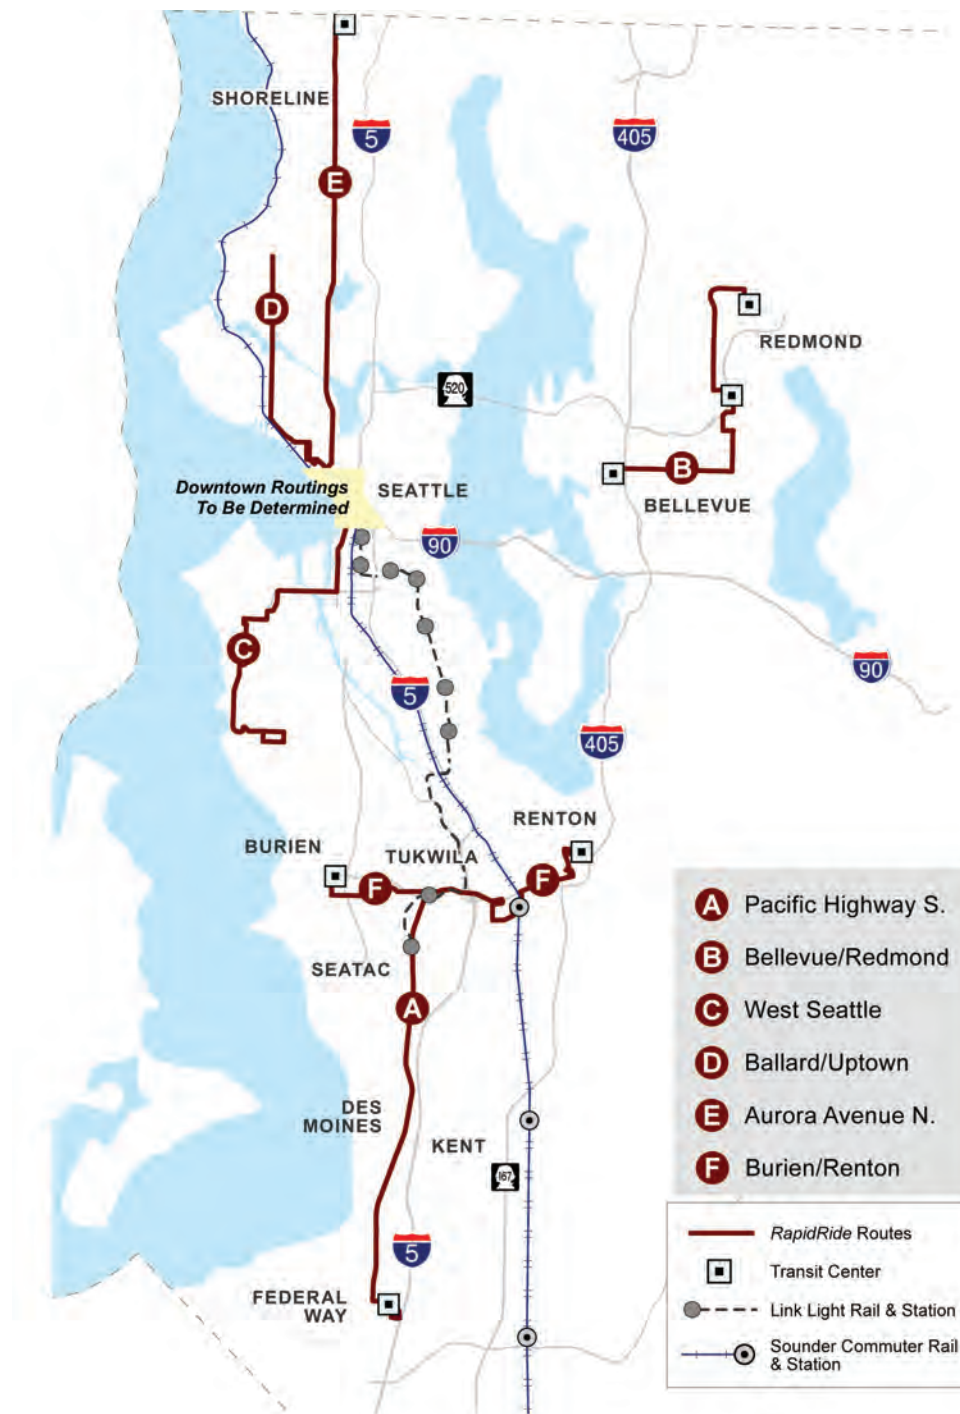 SHORELINE
5
405
E
D
REDMOND
520
B
Downtown Routings
To Be Determined
SEATTLE
BELLEVUE
90
C
5
90
405
RENTON
BURIEN
TUKWILA
F
F
SEATAC
A
DES
MOINES
KENT
167
5
FEDERAL
WAY
A Pacific Highway S.
B Bellevue/Redmond
C West Seattle
D Ballard/Uptown
E Aurora Avenue N.
F Burien/Renton
RapidRide Routes
Transit Center
Link Light Rail & Station
Sounder Commuter Rail
& Station